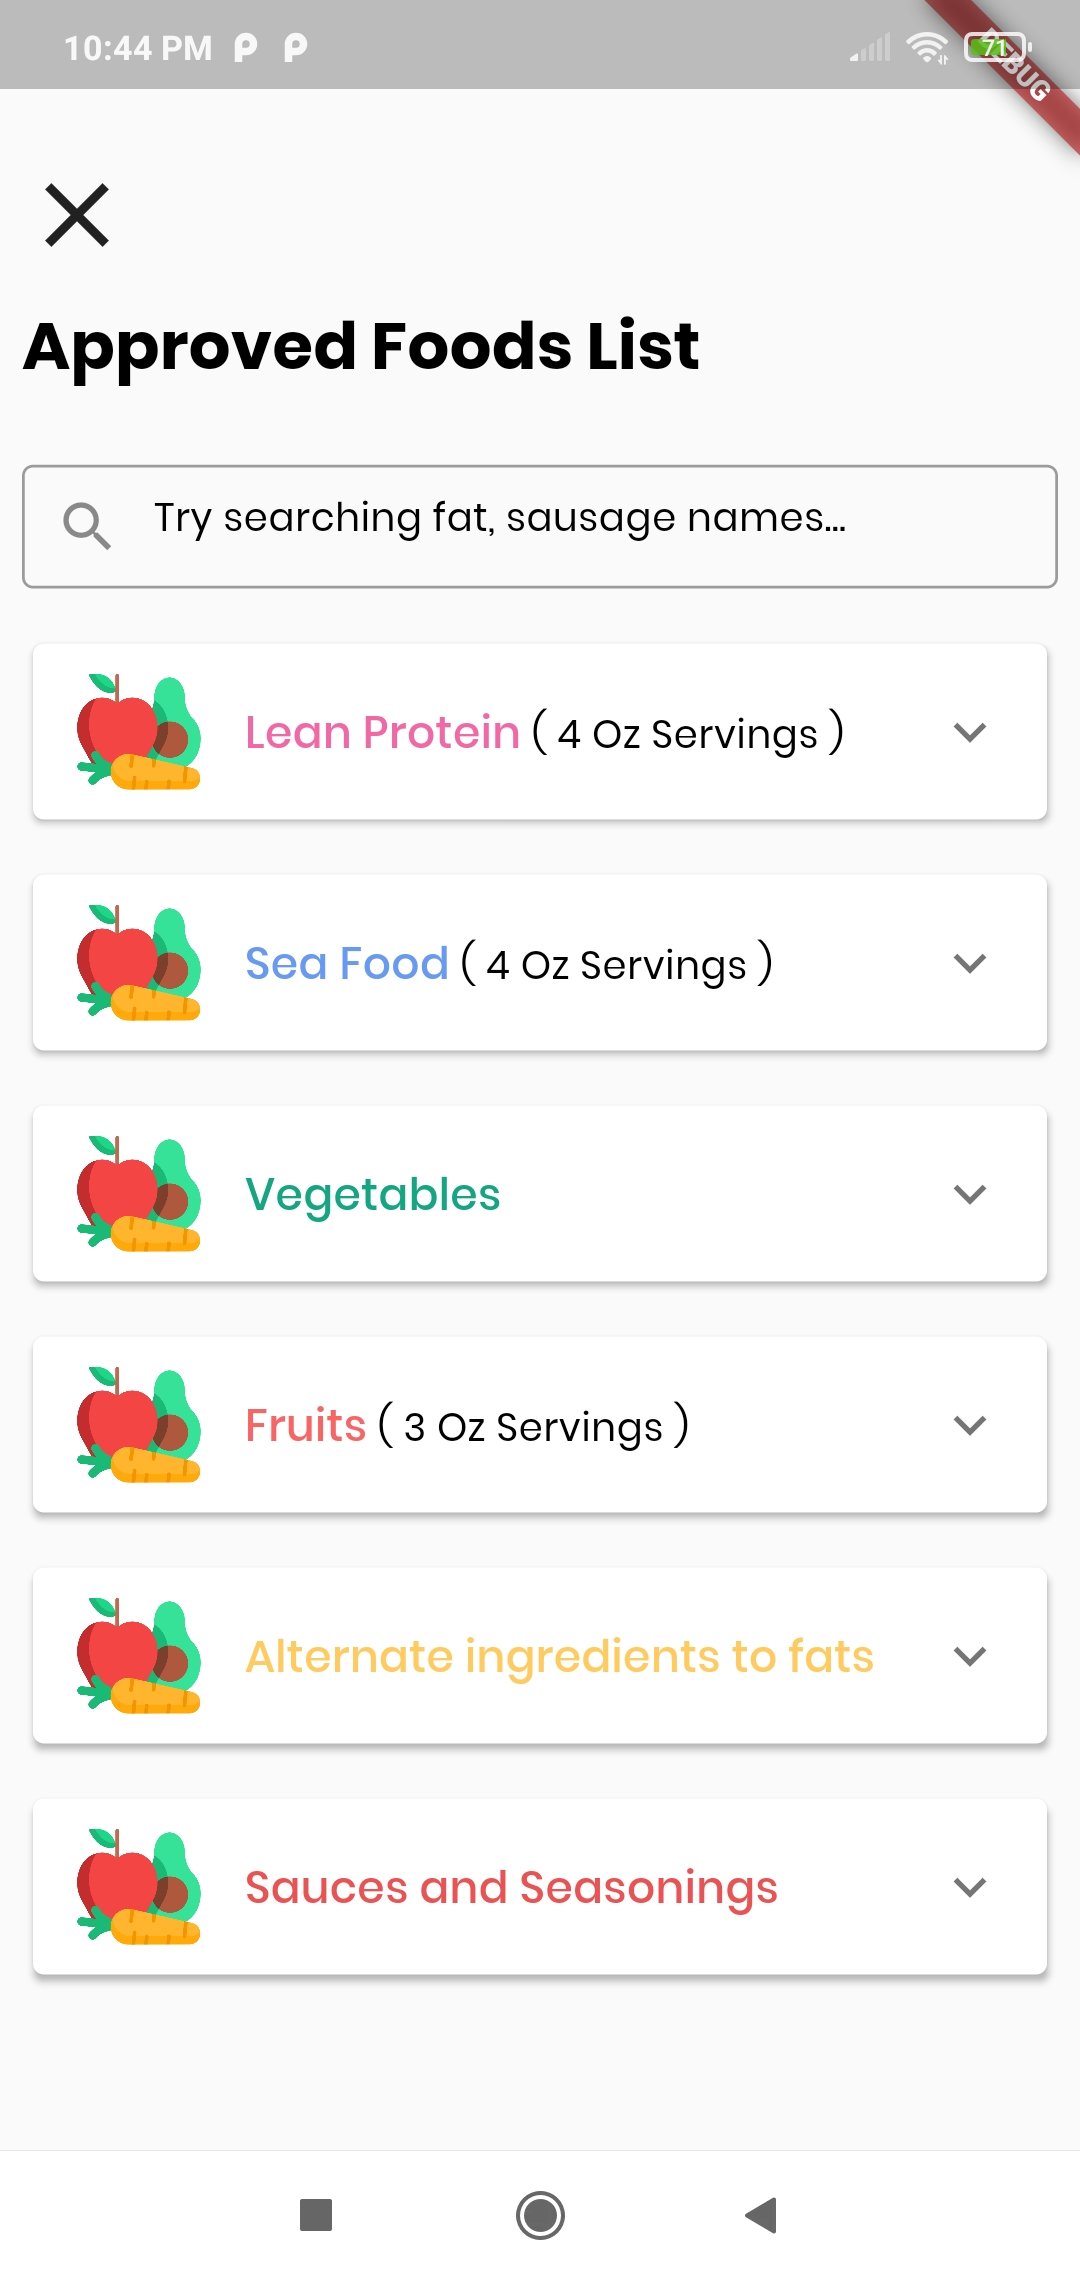 10:44 PM
71
DEBUG
Approved Foods List
Try searching fat, sausage names...
Lean Protein ( 4 Oz Servings )
Sea Food ( 4 Oz Servings )
Vegetables
Fruits ( 3 Oz Servings )
Alternate ingredients to fats
Sauces and Seasonings